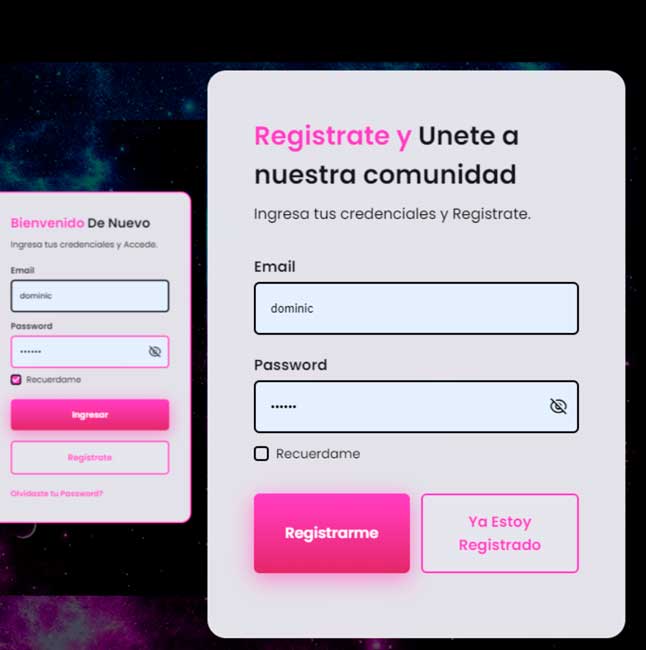 Bienvenido De Nuevo
Ingresa tus credenciales y Accede.
Email
dominic
Password
••••••
Recuerdame
Ingresar
Registrate
Olvidaste tu Password?
Registrate y Unete a
nuestra comunidad
Ingresa tus credenciales y Registrate.
Email
dominic
Password
••••••
Recuerdame
Registrarme
Ya Estoy
Registrado